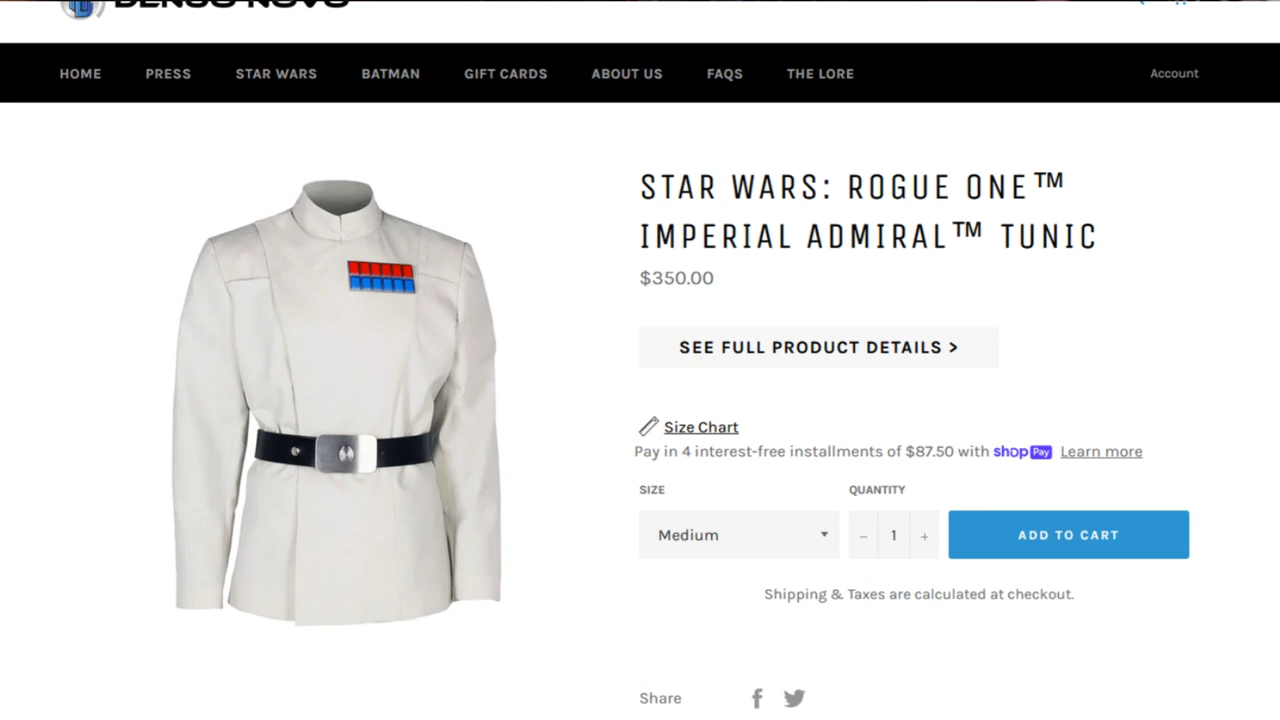 DENUO NOVO
HOME PRESS STAR WARS BATMAN GIFT CARDS ABOUT US FAQS THE LORE Account
STAR WARS: ROGUE ONE™
IMPERIAL ADMIRAL™ TUNIC
$350.00
SEE FULL PRODUCT DETAILS >
Size Chart
Pay in 4 interest-free installments of $87.50 with shop Pay Learn more
SIZE QUANTITY
Medium − 1 + ADD TO CART
Shipping & Taxes are calculated at checkout.
Share